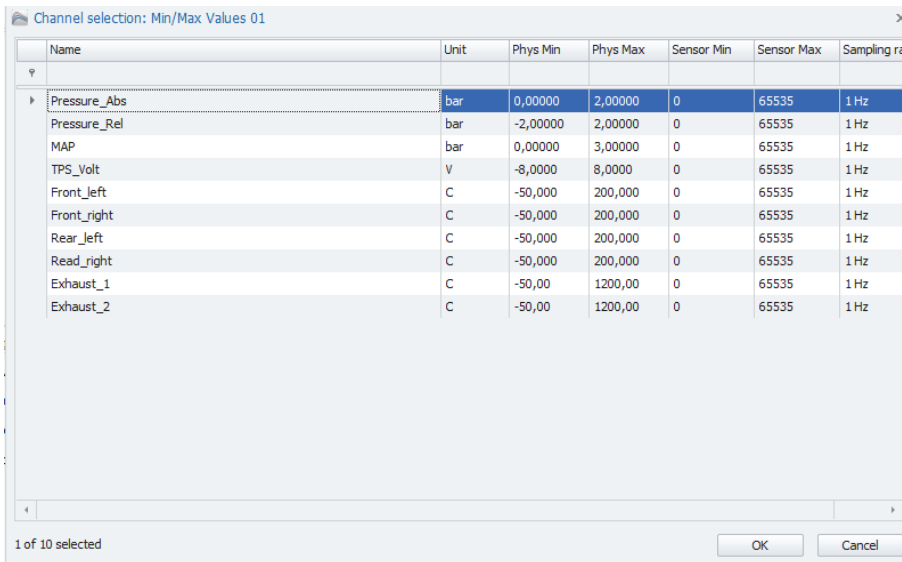 Channel selection: Min/Max Values 01
Name Unit Phys Min Phys Max Sensor Min Sensor Max Sampling ra
Pressure_Abs bar 0,00000 2,00000 0 65535 1 Hz
Pressure_Rel bar -2,00000 2,00000 0 65535 1 Hz
MAP bar 0,00000 3,00000 0 65535 1 Hz
TPS_Volt V -8,0000 8,0000 0 65535 1 Hz
Front_left C -50,000 200,000 0 65535 1 Hz
Front_right C -50,000 200,000 0 65535 1 Hz
Rear_left C -50,000 200,000 0 65535 1 Hz
Read_right C -50,000 200,000 0 65535 1 Hz
Exhaust_1 C -50,00 1200,00 0 65535 1 Hz
Exhaust_2 C -50,00 1200,00 0 65535 1 Hz
1 of 10 selected OK Cancel